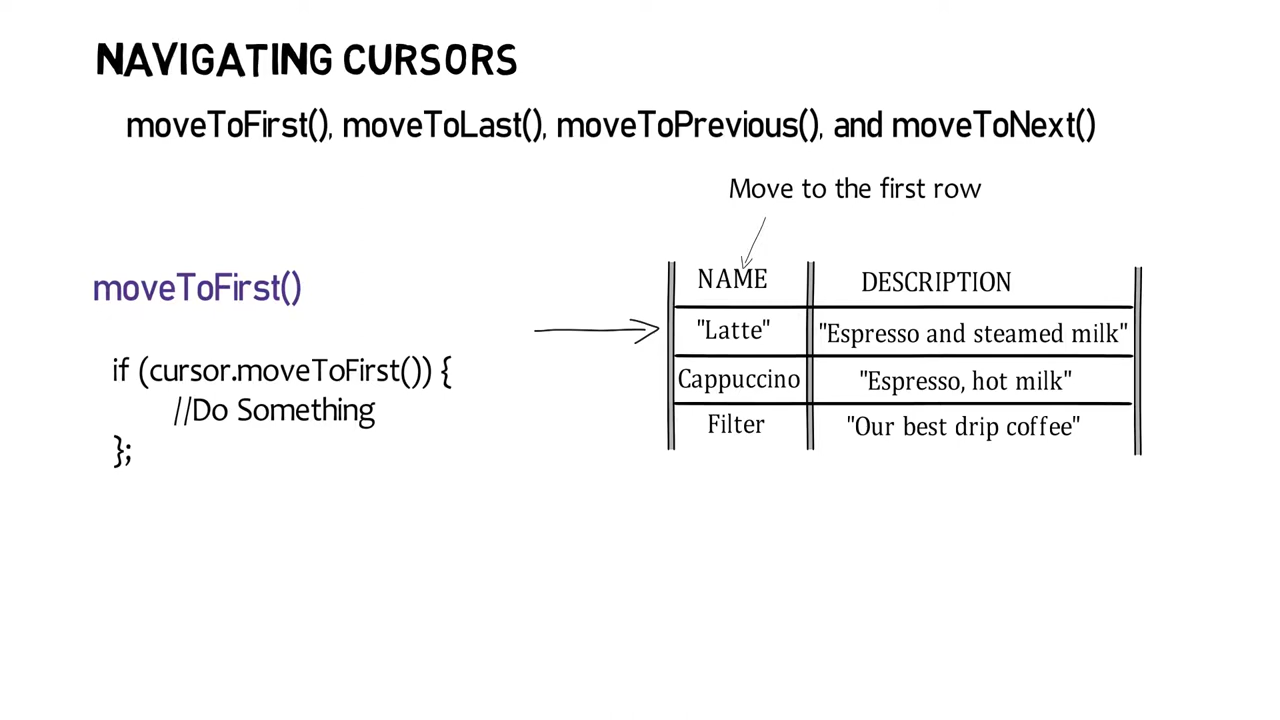 NAVIGATING CURSORS
moveToFirst(), moveToLast(), moveToPrevious(), and moveToNext()
Move to the first row
moveToFirst()
if (cursor.moveToFirst()) {
//Do Something
};
NAME DESCRIPTION
"Latte" "Espresso and steamed milk"
Cappuccino "Espresso, hot milk"
Filter "Our best drip coffee"